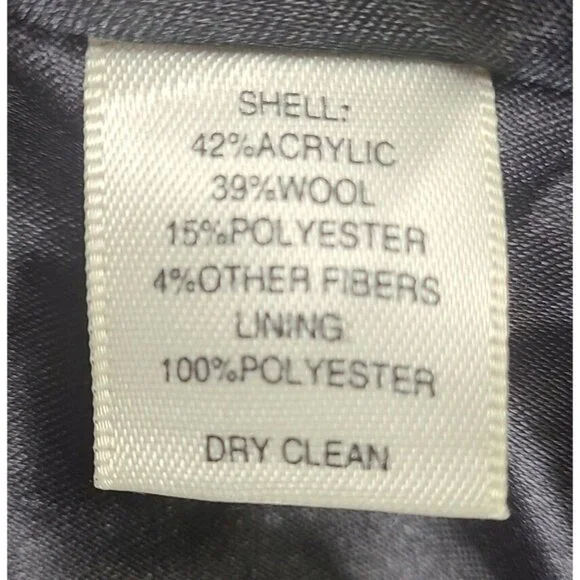 SHELL:
42%ACRYLIC
39%WOOL
15%POLYESTER
4%OTHER FIBERS
LINING
100%POLYESTER
DRY CLEAN